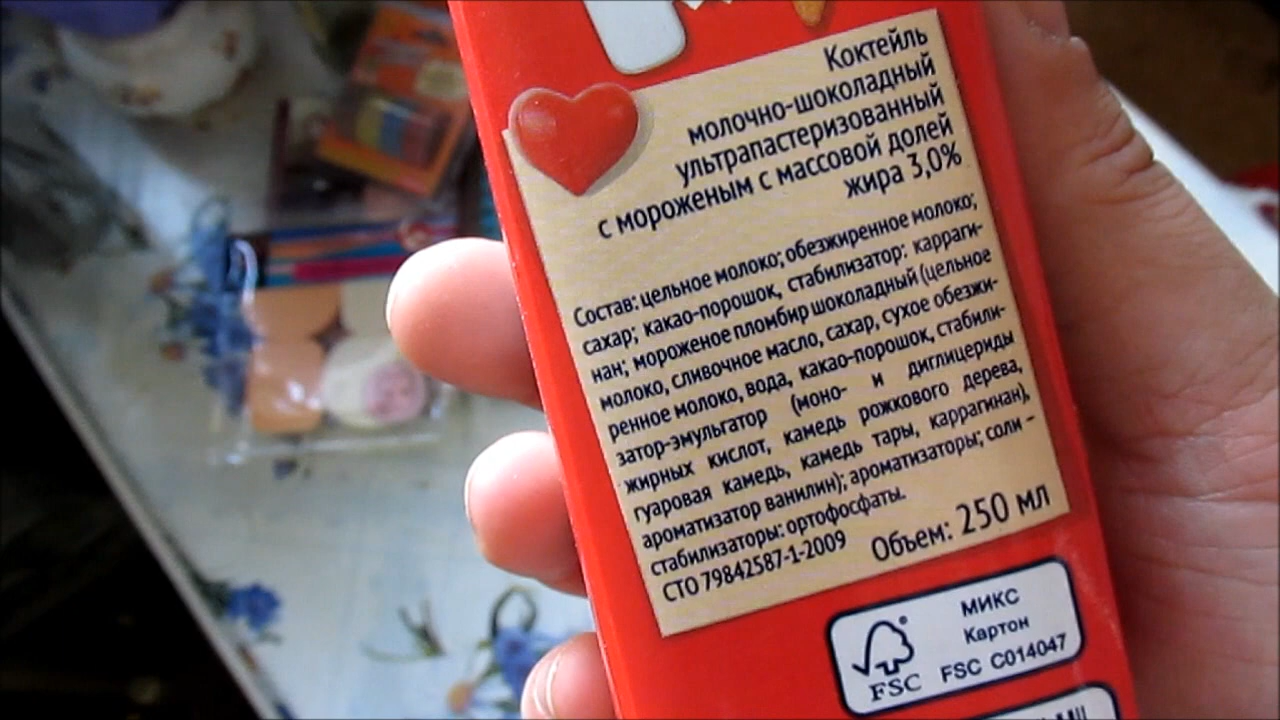 Коктейль
молочно-шоколадный
ультрапастеризованный
с мороженым с массовой долей
жира 3,0%
Состав: цельное молоко; обезжиренное молоко;
сахар; какао-порошок, стабилизатор: карраги-
нан; мороженое пломбир шоколадный (цельное
молоко, сливочное масло, сахар, сухое обезжи-
ренное молоко, вода, какао-порошок, стабили-
затор-эмульгатор (моно- и диглицериды
жирных кислот, камедь рожкового дерева,
гуаровая камедь, камедь тары, каррагинан),
ароматизатор ванилин); ароматизаторы; соли –
стабилизаторы: ортофосфаты.
СТО 79842587-1-2009
Объем: 250 мл
МИКС
Картон
FSC
FSC C014047